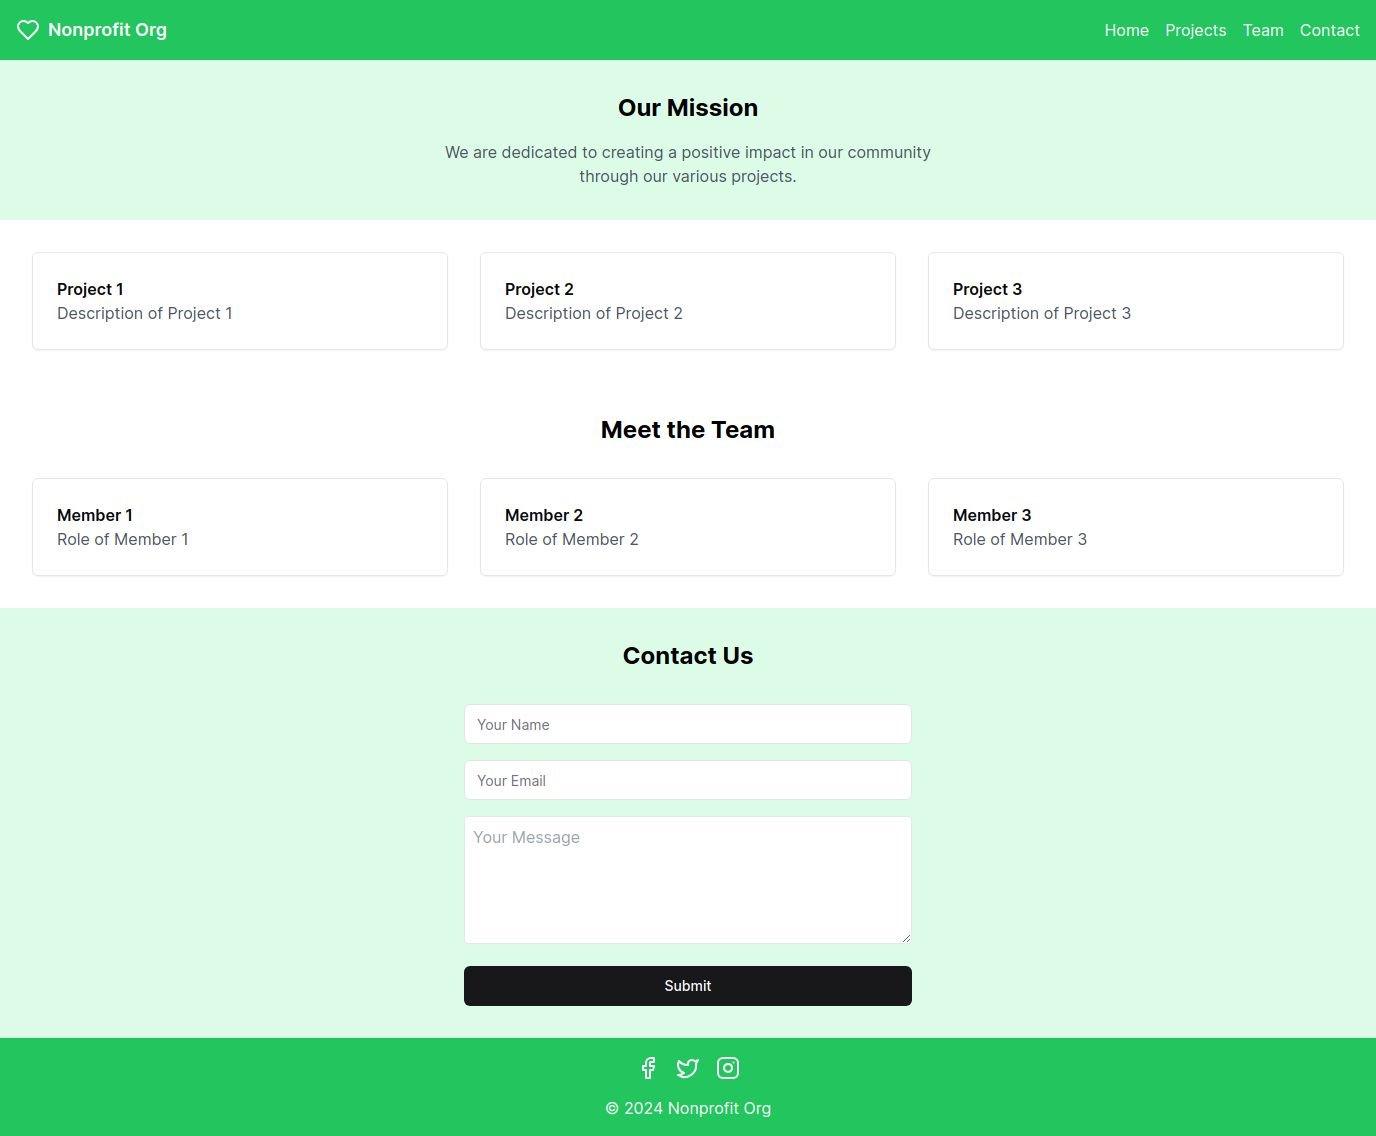 Nonprofit Org
Home Projects Team Contact
Our Mission
We are dedicated to creating a positive impact in our community
through our various projects.
Project 1
Description of Project 1
Project 2
Description of Project 2
Project 3
Description of Project 3
Meet the Team
Member 1
Role of Member 1
Member 2
Role of Member 2
Member 3
Role of Member 3
Contact Us
Your Name
Your Email
Your Message
Submit
© 2024 Nonprofit Org